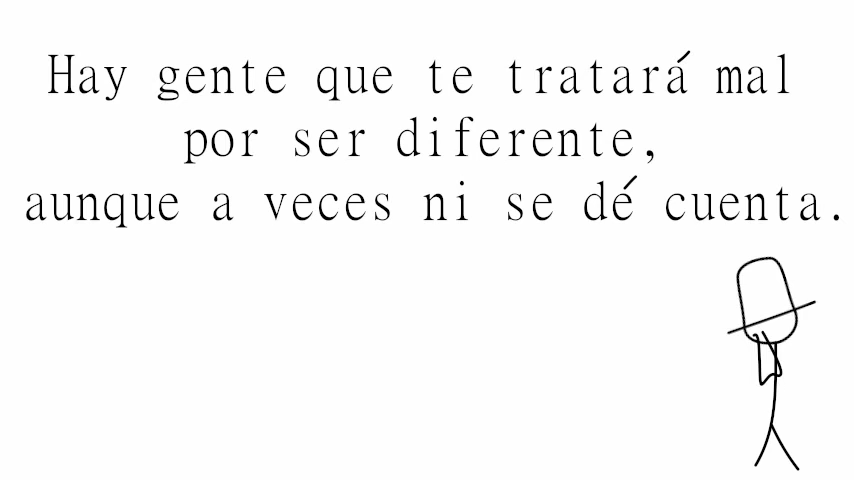 Hay gente que te tratará mal
por ser diferente,
aunque a veces ni se dé cuenta.